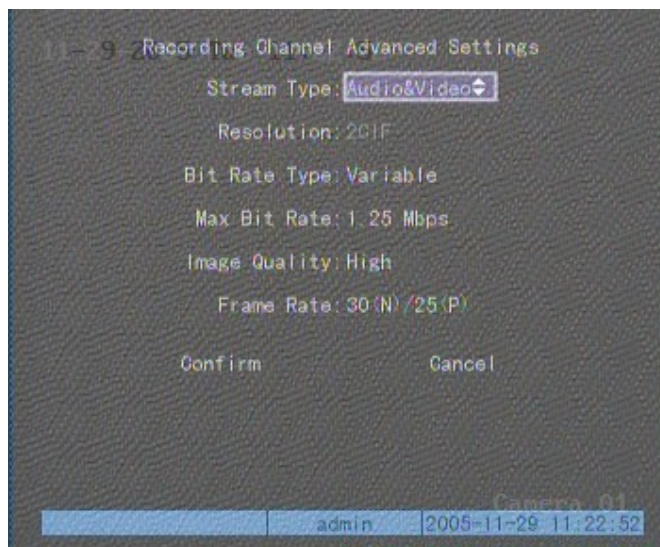 Recording Channel Advanced Settings
Stream Type: Audio&Video
Resolution: 2CIF
Bit Rate Type: Variable
Max Bit Rate: 1.25 Mbps
Image Quality: High
Frame Rate: 30(N)/25(P)
Confirm Cancel
Camera 01
admin 2005-11-29 11:22:52